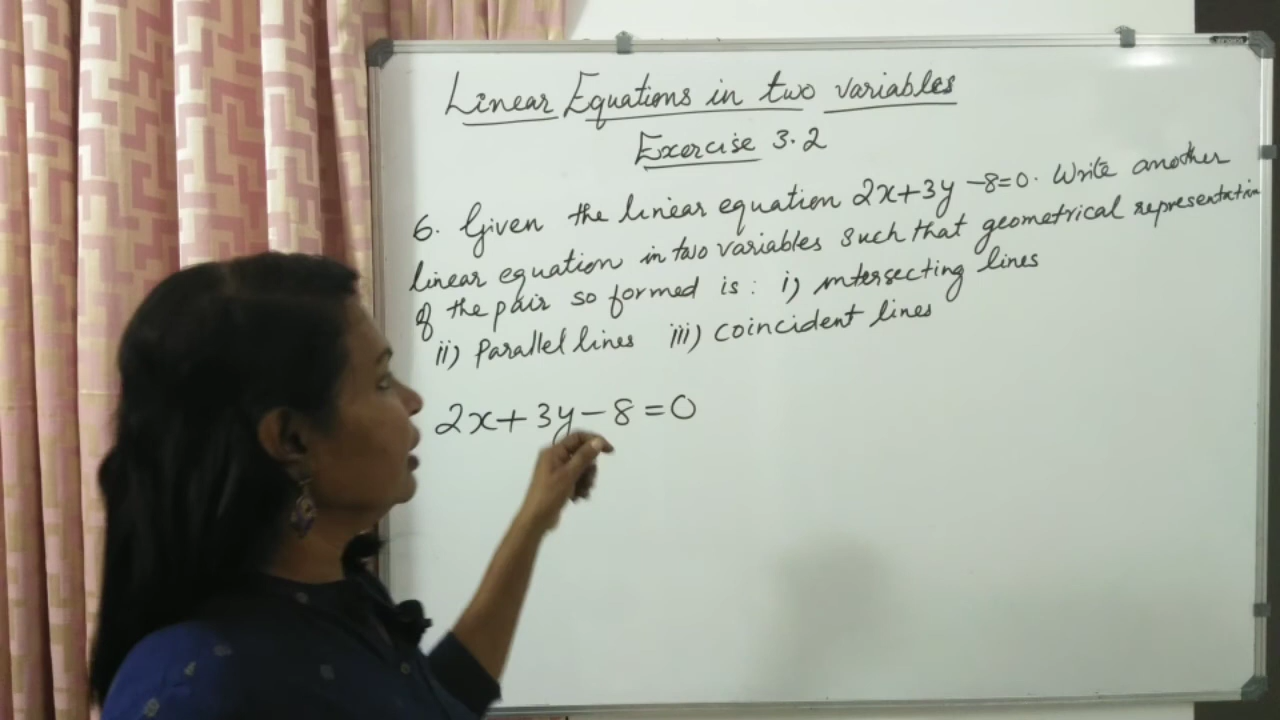 Linear Equations in two variables
Exercise 3.2
6. Given the linear equation 2x+3y-8=0. Write another
linear equation in two variables such that geometrical representation
of the pair so formed is: i) intersecting lines
ii) Parallel lines iii) coincident lines
2x+3y-8=0